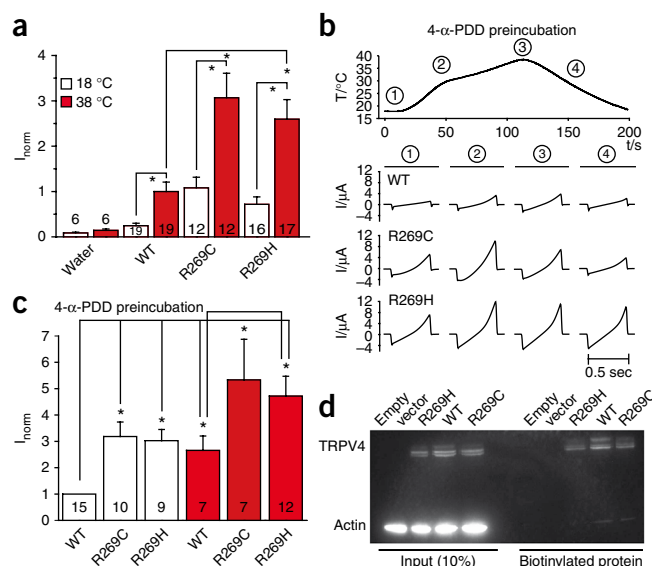 a
18 °C
38 °C
I norm
4
3
2
1
0
6
6
19
19
12
12
16
17
*
*
*
*
Water
WT
R269C
R269H
b
4-α-PDD preincubation
T/°C
40
35
30
25
20
15
1
2
3
4
0
50
100
150
200
t/s
1
2
3
4
WT
I/μA
12
8
4
0
−4
R269C
I/μA
12
8
4
0
−4
R269H
I/μA
12
8
4
0
−4
0.5 sec
c
4-α-PDD preincubation
I norm
7
6
5
4
3
2
1
0
*
*
*
*
*
15
10
9
7
7
12
WT
R269C
R269H
WT
R269C
R269H
d
Empty vector
R269H
WT
R269C
Empty vector
R269H
WT
R269C
TRPV4
Actin
Input (10%)
Biotinylated protein